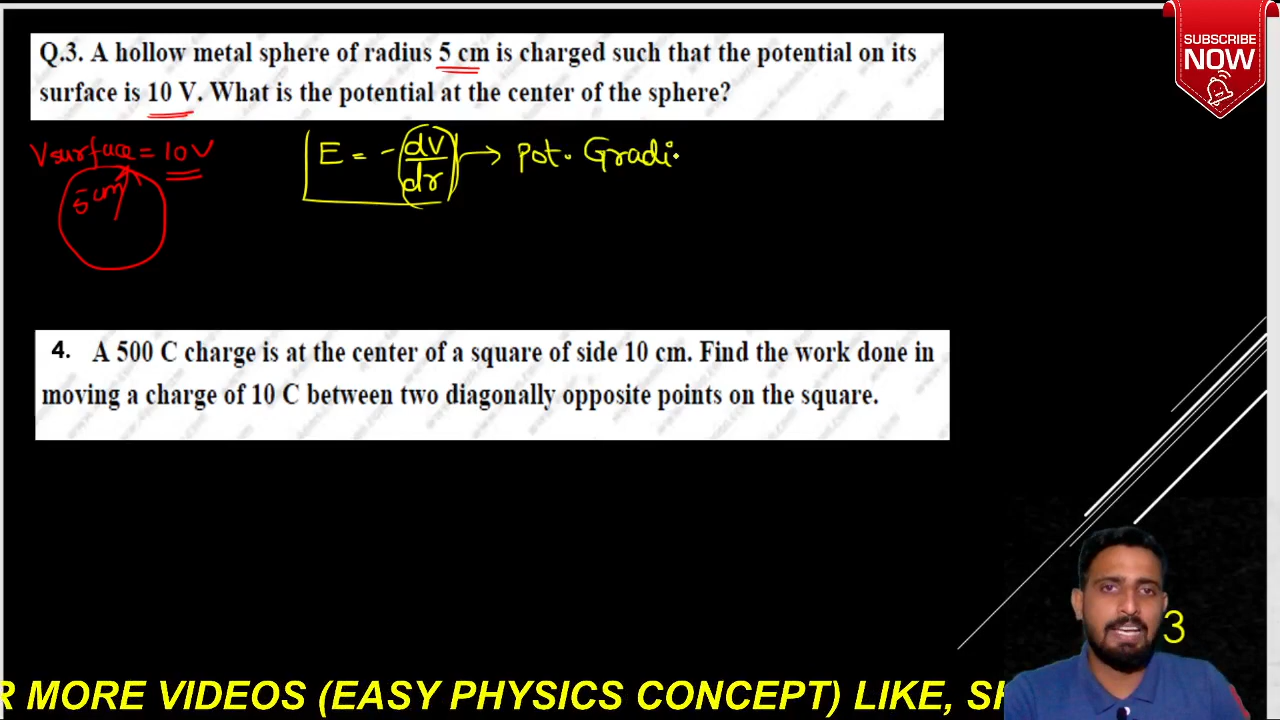 SUBSCRIBE
NOW
Q.3. A hollow metal sphere of radius 5 cm is charged such that the potential on its
surface is 10 V. What is the potential at the center of the sphere?
Vsurface = 10V
E = - dV/dr → Pot. Gradi
5 cm
4. A 500 C charge is at the center of a square of side 10 cm. Find the work done in
moving a charge of 10 C between two diagonally opposite points on the square.
3
R MORE VIDEOS (EASY PHYSICS CONCEPT) LIKE, SH